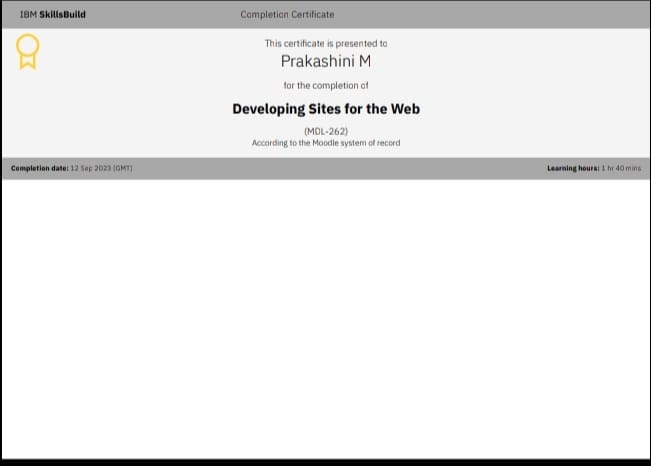 IBM SkillsBuild
Completion Certificate
This certificate is presented to
Prakashini M
for the completion of
Developing Sites for the Web
(MDL-262)
According to the Moodle system of record
Completion date: 12 Sep 2023 (GMT)
Learning hours: 1 hr 40 mins